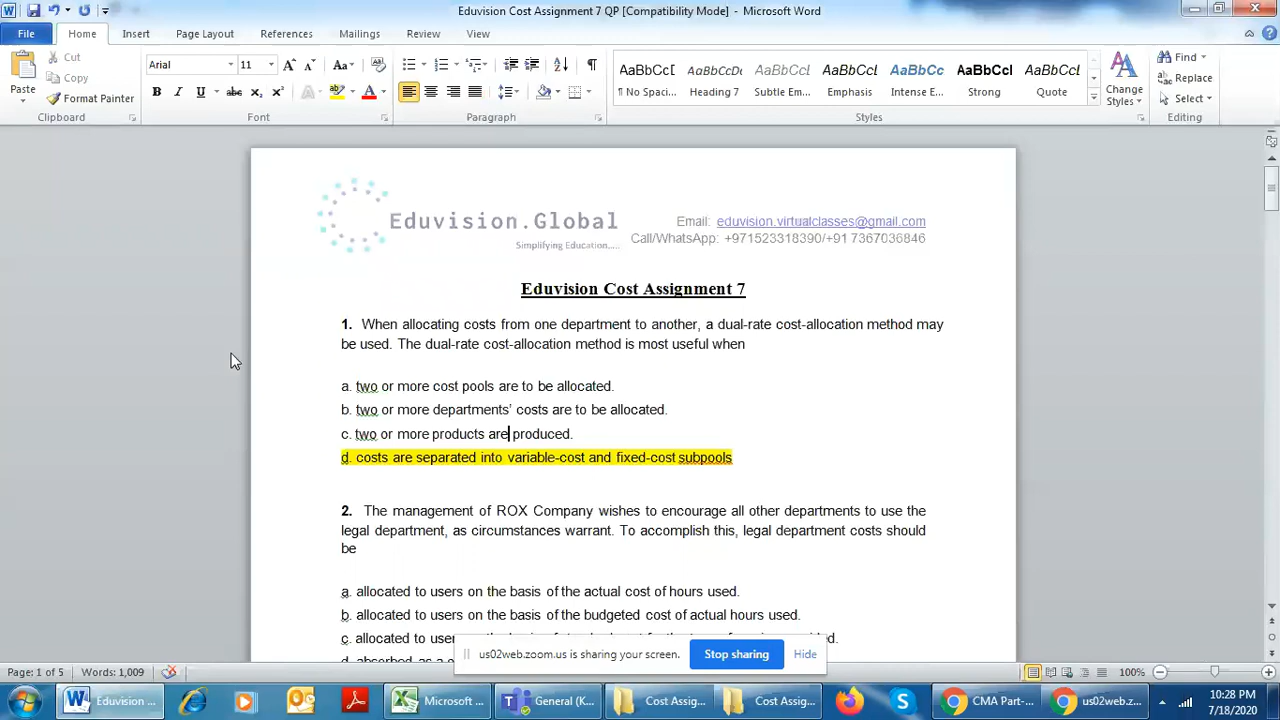 Eduvision Cost Assignment 7 QP [Compatibility Mode] - Microsoft Word
File Home Insert Page Layout References Mailings Review View
Paste
Cut
Copy
Format Painter
Clipboard
Arial 11
Font
Paragraph
AaBbCcI AaBbCcDc AaBbCcI AaBbCcI AaBbCc AaBbCcI AaBbCcI
¶ No Spaci... Heading 7 Subtle Em... Emphasis Intense E... Strong Quote
Styles
Change Styles
Find
Replace
Select
Editing
Eduvision.Global
Simplifying Education.....
Email: eduvision.virtualclasses@gmail.com
Call/WhatsApp: +971523318390/+91 7367036846
Eduvision Cost Assignment 7
1. When allocating costs from one department to another, a dual-rate cost-allocation method may
be used. The dual-rate cost-allocation method is most useful when
a. two or more cost pools are to be allocated.
b. two or more departments’ costs are to be allocated.
c. two or more products are produced.
d. costs are separated into variable-cost and fixed-cost subpools
2. The management of ROX Company wishes to encourage all other departments to use the
legal department, as circumstances warrant. To accomplish this, legal department costs should
be
a. allocated to users on the basis of the actual cost of hours used.
b. allocated to users on the basis of the budgeted cost of actual hours used.
c. allocated to
d. absorbed as a
us02web.zoom.us is sharing your screen. Stop sharing Hide
Page: 1 of 5 Words: 1,009 100%
Eduvision ... Microsoft ... General (K... Cost Assig... Cost Assig... CMA Part-... us02web.z...
10:28 PM
7/18/2020